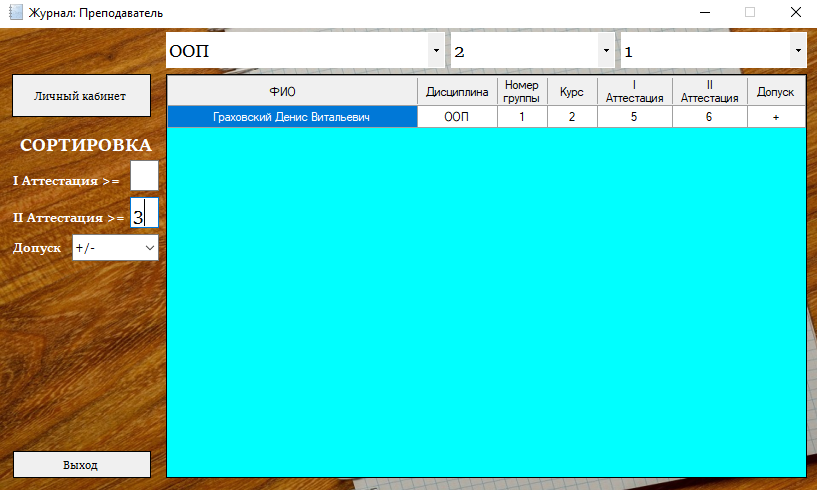 Журнал: Преподаватель
ООП 2 1
Личный кабинет
СОРТИРОВКА
I Аттестация >=
II Аттестация >= 3
Допуск +/-
Выход
ФИО Дисциплина Номер группы Курс I Аттестация II Аттестация Допуск
Граховский Денис Витальевич ООП 1 2 5 6 +